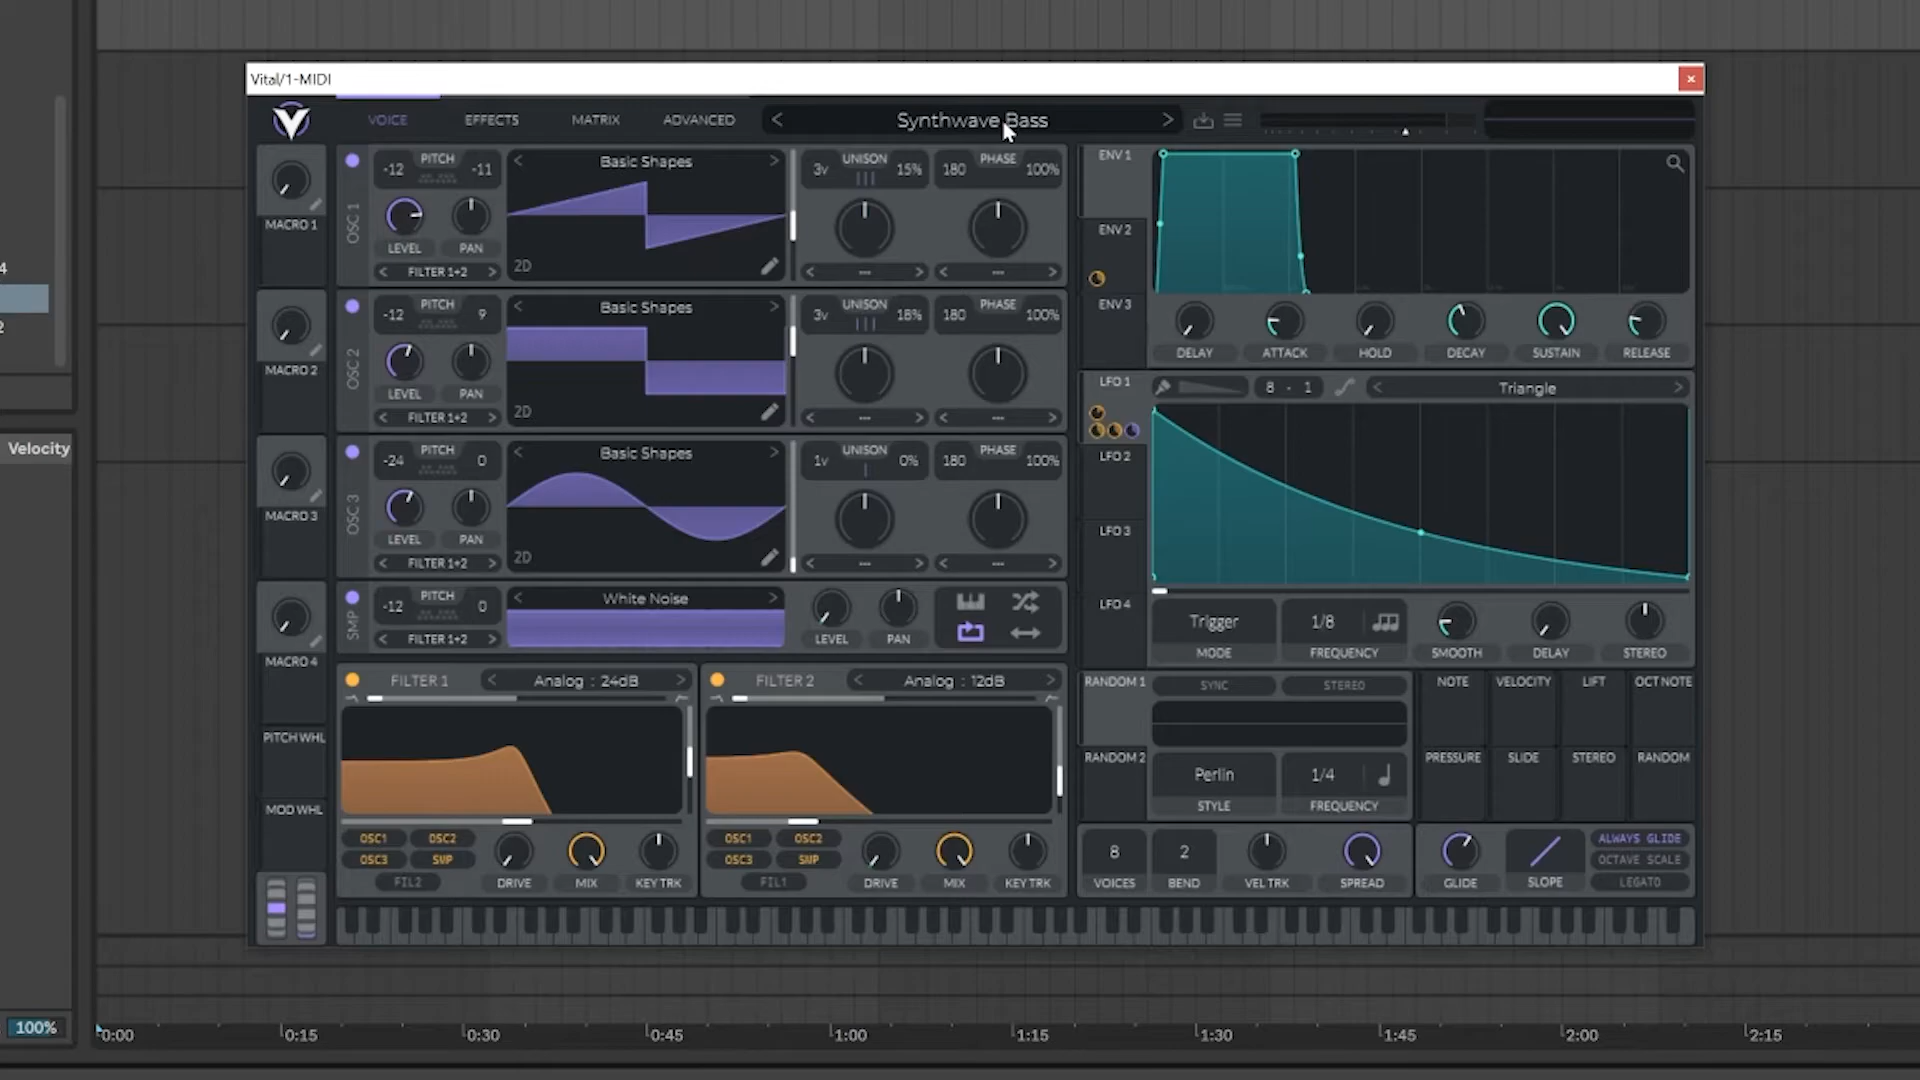 Vital/1-MIDI
VOICE EFFECTS MATRIX ADVANCED Synthwave Bass
MACRO 1
MACRO 2
MACRO 3
MACRO 4
PITCH WHL
MOD WHL
OSC 1
-12 PITCH -11
LEVEL PAN
FILTER 1+2
Basic Shapes
2D
3v UNISON 15%
180 PHASE 100%
---
---
OSC 2
-12 PITCH 9
LEVEL PAN
FILTER 1+2
Basic Shapes
2D
3v UNISON 18%
180 PHASE 100%
---
---
OSC 3
-24 PITCH 0
LEVEL PAN
FILTER 1+2
Basic Shapes
2D
1v UNISON 0%
180 PHASE 100%
---
---
SMP
-12 PITCH 0
FILTER 1+2
White Noise
LEVEL PAN
FILTER 1 Analog : 24dB
OSC1 OSC2
OSC3 SMP
FIL2
DRIVE MIX KEY TRK
FILTER 2 Analog : 12dB
OSC1 OSC2
OSC3 SMP
FIL1
DRIVE MIX KEY TRK
ENV 1
ENV 2
ENV 3
DELAY ATTACK HOLD DECAY SUSTAIN RELEASE
LFO 1
LFO 2
LFO 3
LFO 4
8 - 1 Triangle
Trigger
MODE
1/8
FREQUENCY
SMOOTH DELAY STEREO
RANDOM 1
RANDOM 2
SYNC STEREO
Perlin
STYLE
1/4
FREQUENCY
NOTE VELOCITY LIFT OCT NOTE
PRESSURE SLIDE STEREO RANDOM
8
VOICES
2
BEND
VEL TRK SPREAD GLIDE SLOPE
ALWAYS GLIDE
OCTAVE SCALE
LEGATO
4
2
Velocity
100%
0:00 0:15 0:30 0:45 1:00 1:15 1:30 1:45 2:00 2:15